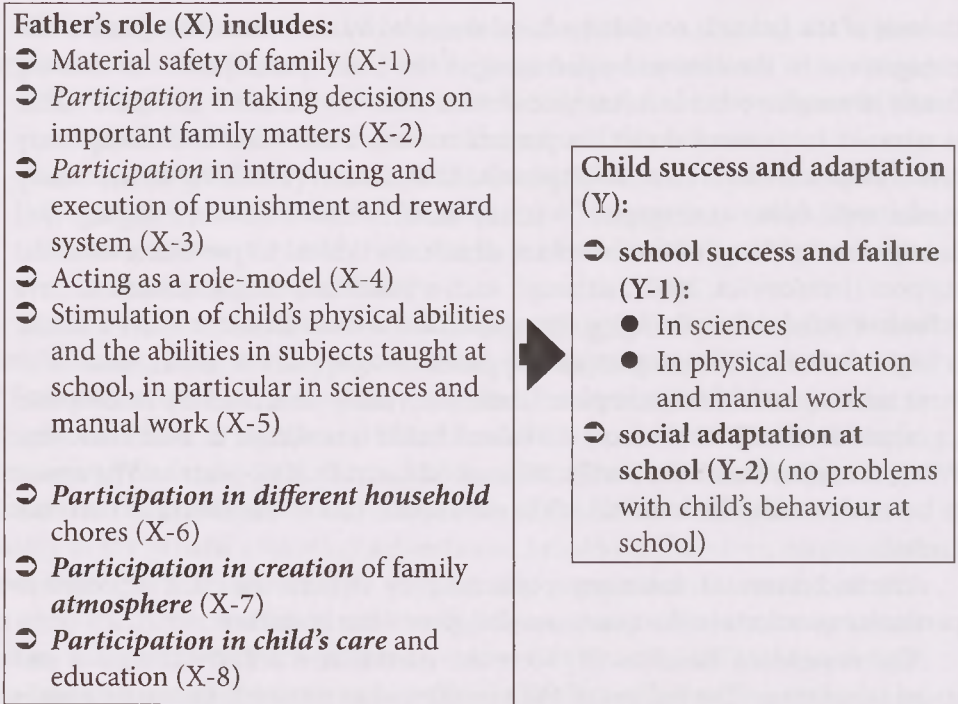 Father's role (X) includes:
➲ Material safety of family (X-1)
➲ Participation in taking decisions on
important family matters (X-2)
➲ Participation in introducing and
execution of punishment and reward
system (X-3)
➲ Acting as a role-model (X-4)
➲ Stimulation of child's physical abilities
and the abilities in subjects taught at
school, in particular in sciences and
manual work (X-5)
➲ Participation in different household
chores (X-6)
➲ Participation in creation of family
atmosphere (X-7)
➲ Participation in child's care and
education (X-8)
Child success and adaptation
(Y):
➲ school success and failure
(Y-1):
● In sciences
● In physical education
and manual work
➲ social adaptation at
school (Y-2) (no problems
with child's behaviour at
school)